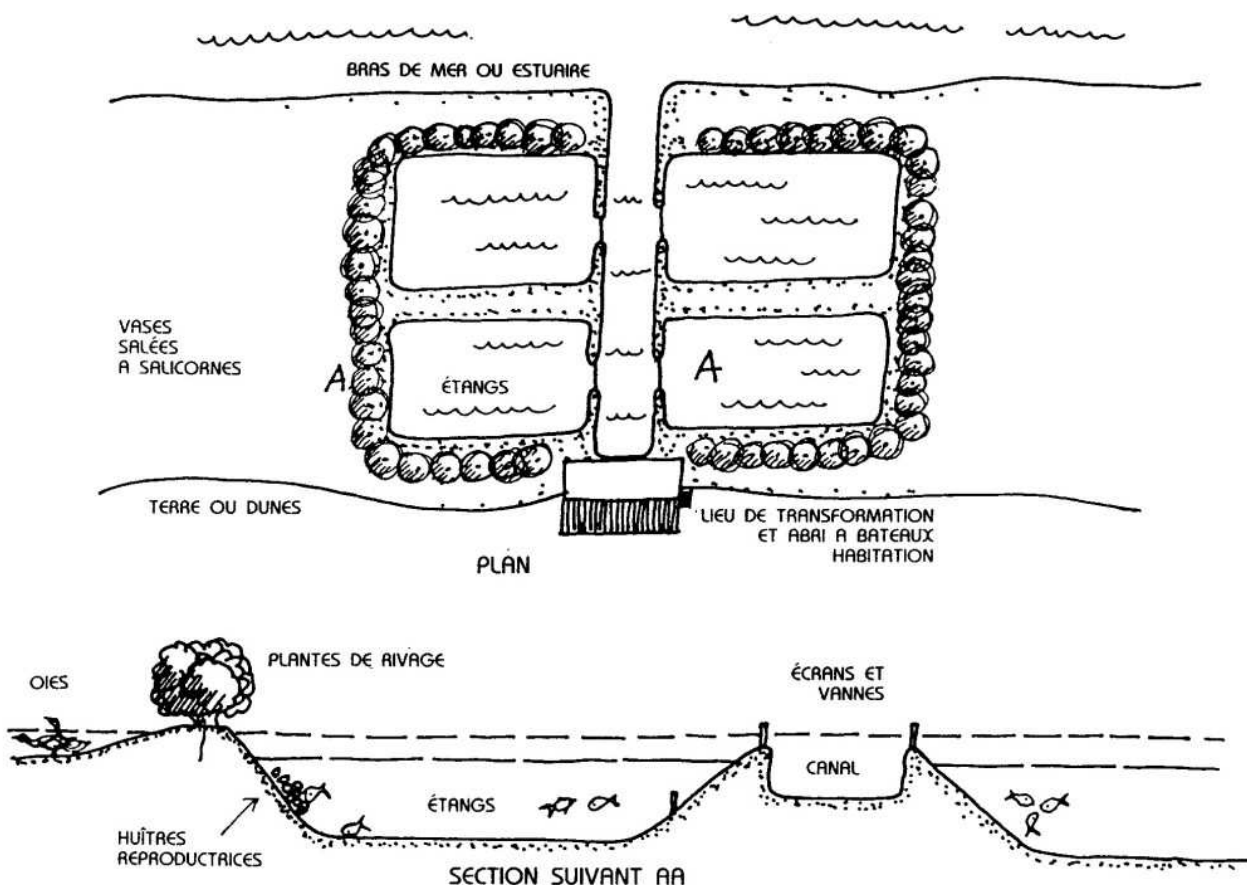 BRAS DE MER OU ESTUAIRE
VASES
SALÉES
A SALICORNES
A
ÉTANGS
A
TERRE OU DUNES
LIEU DE TRANSFORMATION
ET ABRI A BATEAUX
HABITATION
PLAN
PLANTES DE RIVAGE
OIES
ÉCRANS ET
VANNES
CANAL
ÉTANGS
HUÎTRES
REPRODUCTRICES
SECTION SUIVANT AA